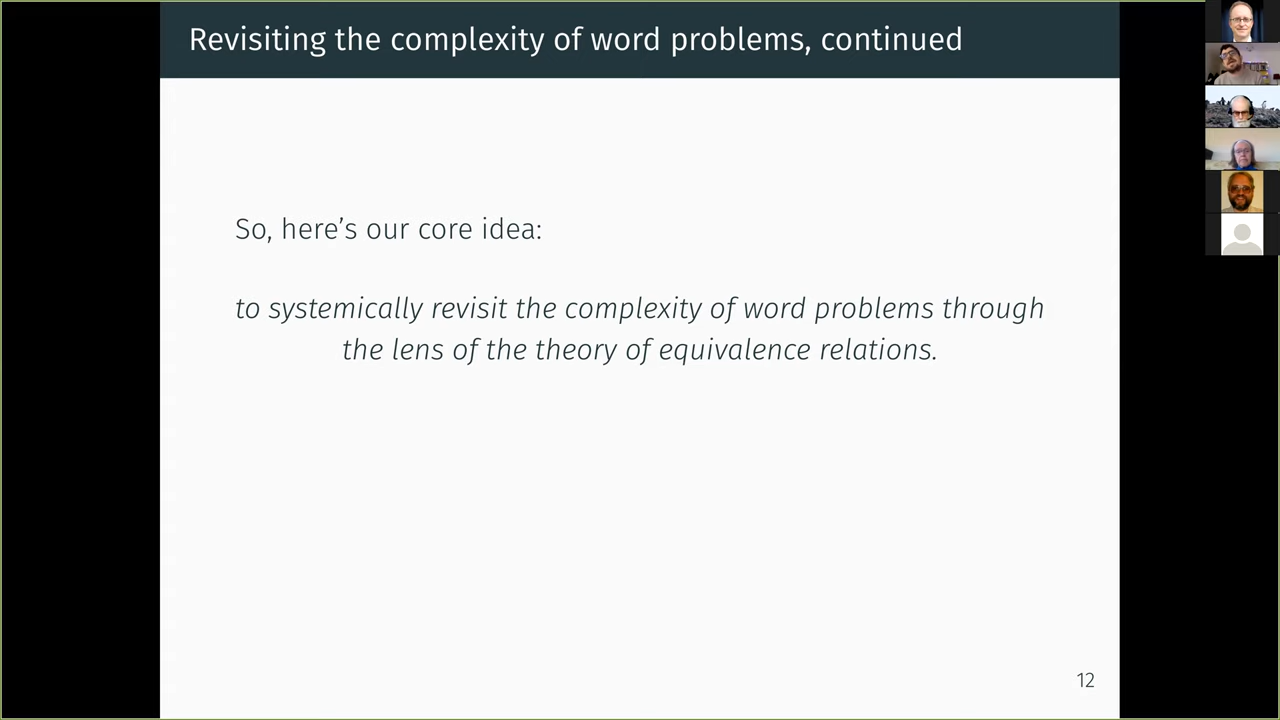 Revisiting the complexity of word problems, continued
So, here's our core idea:
to systemically revisit the complexity of word problems through
the lens of the theory of equivalence relations.
12